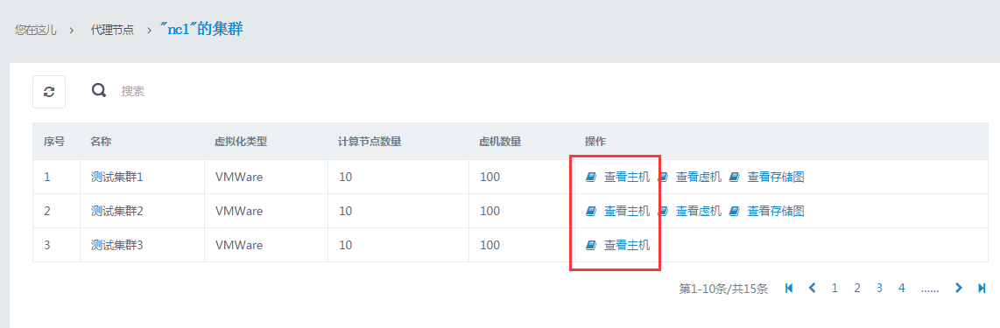 您在这儿 > 代理节点 > "nc1"的集群
搜索
序号 名称 虚拟化类型 计算节点数量 虚机数量 操作
1 测试集群1 VMWare 10 100 查看主机 查看虚机 查看存储图
2 测试集群2 VMWare 10 100 查看主机 查看虚机 查看存储图
3 测试集群3 VMWare 10 100 查看主机
第1-10条/共15条 1 2 3 4 ......